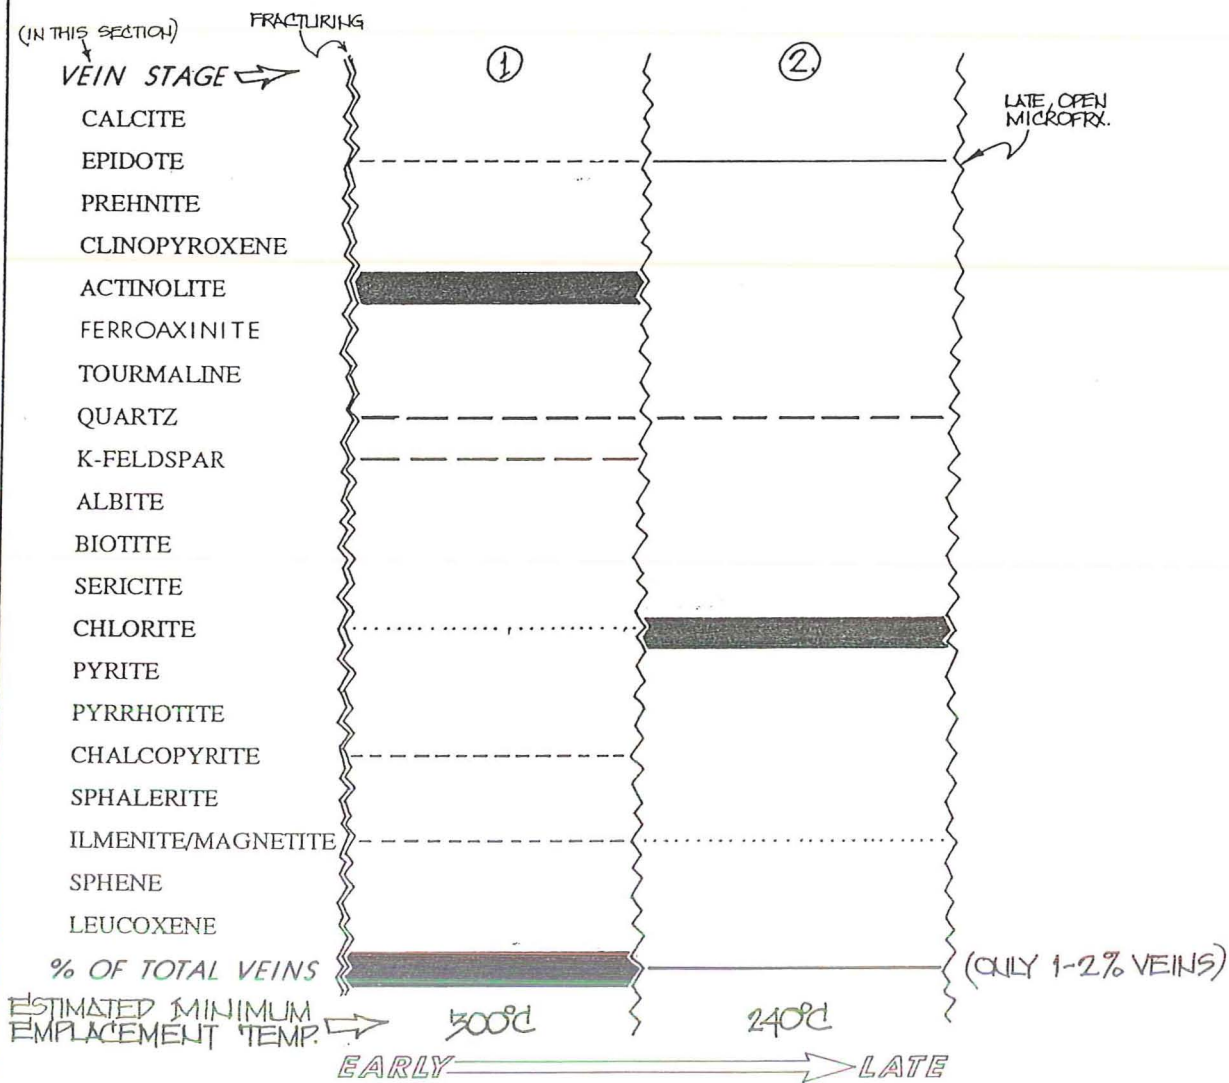 (IN THIS SECTION)
FRACTURING
VEIN STAGE
1
2.
LATE, OPEN
MICROFRX.
CALCITE
EPIDOTE
PREHNITE
CLINOPYROXENE
ACTINOLITE
FERROAXINITE
TOURMALINE
QUARTZ
K-FELDSPAR
ALBITE
BIOTITE
SERICITE
CHLORITE
PYRITE
PYRRHOTITE
CHALCOPYRITE
SPHALERITE
ILMENITE/MAGNETITE
SPHENE
LEUCOXENE
% OF TOTAL VEINS
(ONLY 1-2% VEINS)
ESTIMATED MINIMUM
EMPLACEMENT TEMP.
300°C
240°C
EARLY
LATE